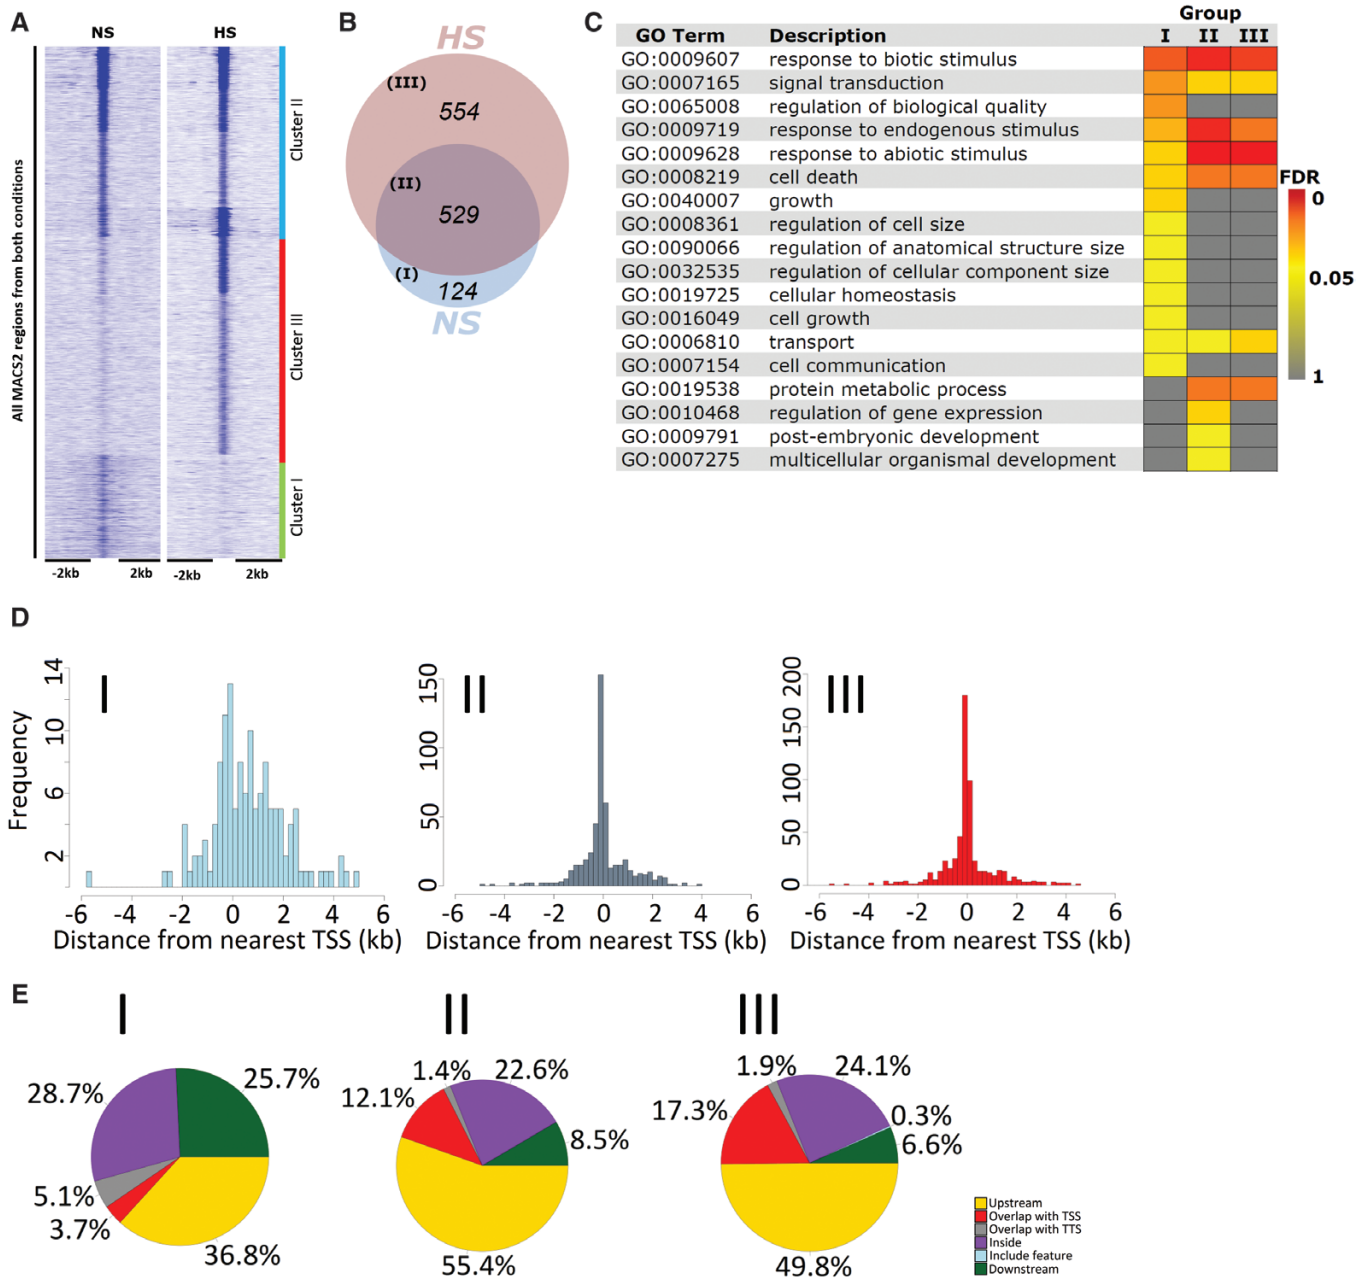 A
NS
HS
All MACS2 regions from both conditions
Cluster II
Cluster III
Cluster I
-2kb
2kb
-2kb
2kb
B
HS
(III)
554
(II)
529
(I)
124
NS
C
Group
GO Term Description I II III
GO:0009607 response to biotic stimulus
GO:0007165 signal transduction
GO:0065008 regulation of biological quality
GO:0009719 response to endogenous stimulus
GO:0009628 response to abiotic stimulus
GO:0008219 cell death
GO:0040007 growth
GO:0008361 regulation of cell size
GO:0090066 regulation of anatomical structure size
GO:0032535 regulation of cellular component size
GO:0019725 cellular homeostasis
GO:0016049 cell growth
GO:0006810 transport
GO:0007154 cell communication
GO:0019538 protein metabolic process
GO:0010468 regulation of gene expression
GO:0009791 post-embryonic development
GO:0007275 multicellular organismal development
FDR
0
0.05
1
D
I
Frequency
14
10
6
2
-6 -4 -2 0 2 4 6
Distance from nearest TSS (kb)
II
150
100
50
0
-6 -4 -2 0 2 4 6
Distance from nearest TSS (kb)
III
200
150
100
50
0
-6 -4 -2 0 2 4 6
Distance from nearest TSS (kb)
E
I
28.7%
25.7%
5.1%
3.7%
36.8%
II
1.4%
22.6%
12.1%
8.5%
55.4%
III
1.9%
24.1%
17.3%
0.3%
6.6%
49.8%
Upstream
Overlap with TSS
Overlap with TTS
Inside
Include feature
Downstream